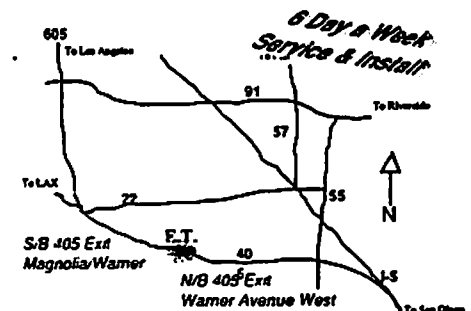 6 Day a Week
Service & Install
605
To Los Angeles
91
To Riverside
57
To LAX
22
55
N
S/B 405 Exit
Magnolia/Warner
F.T.
405
N/B 405 Exit
Warner Avenue West
I-5
To San Diego